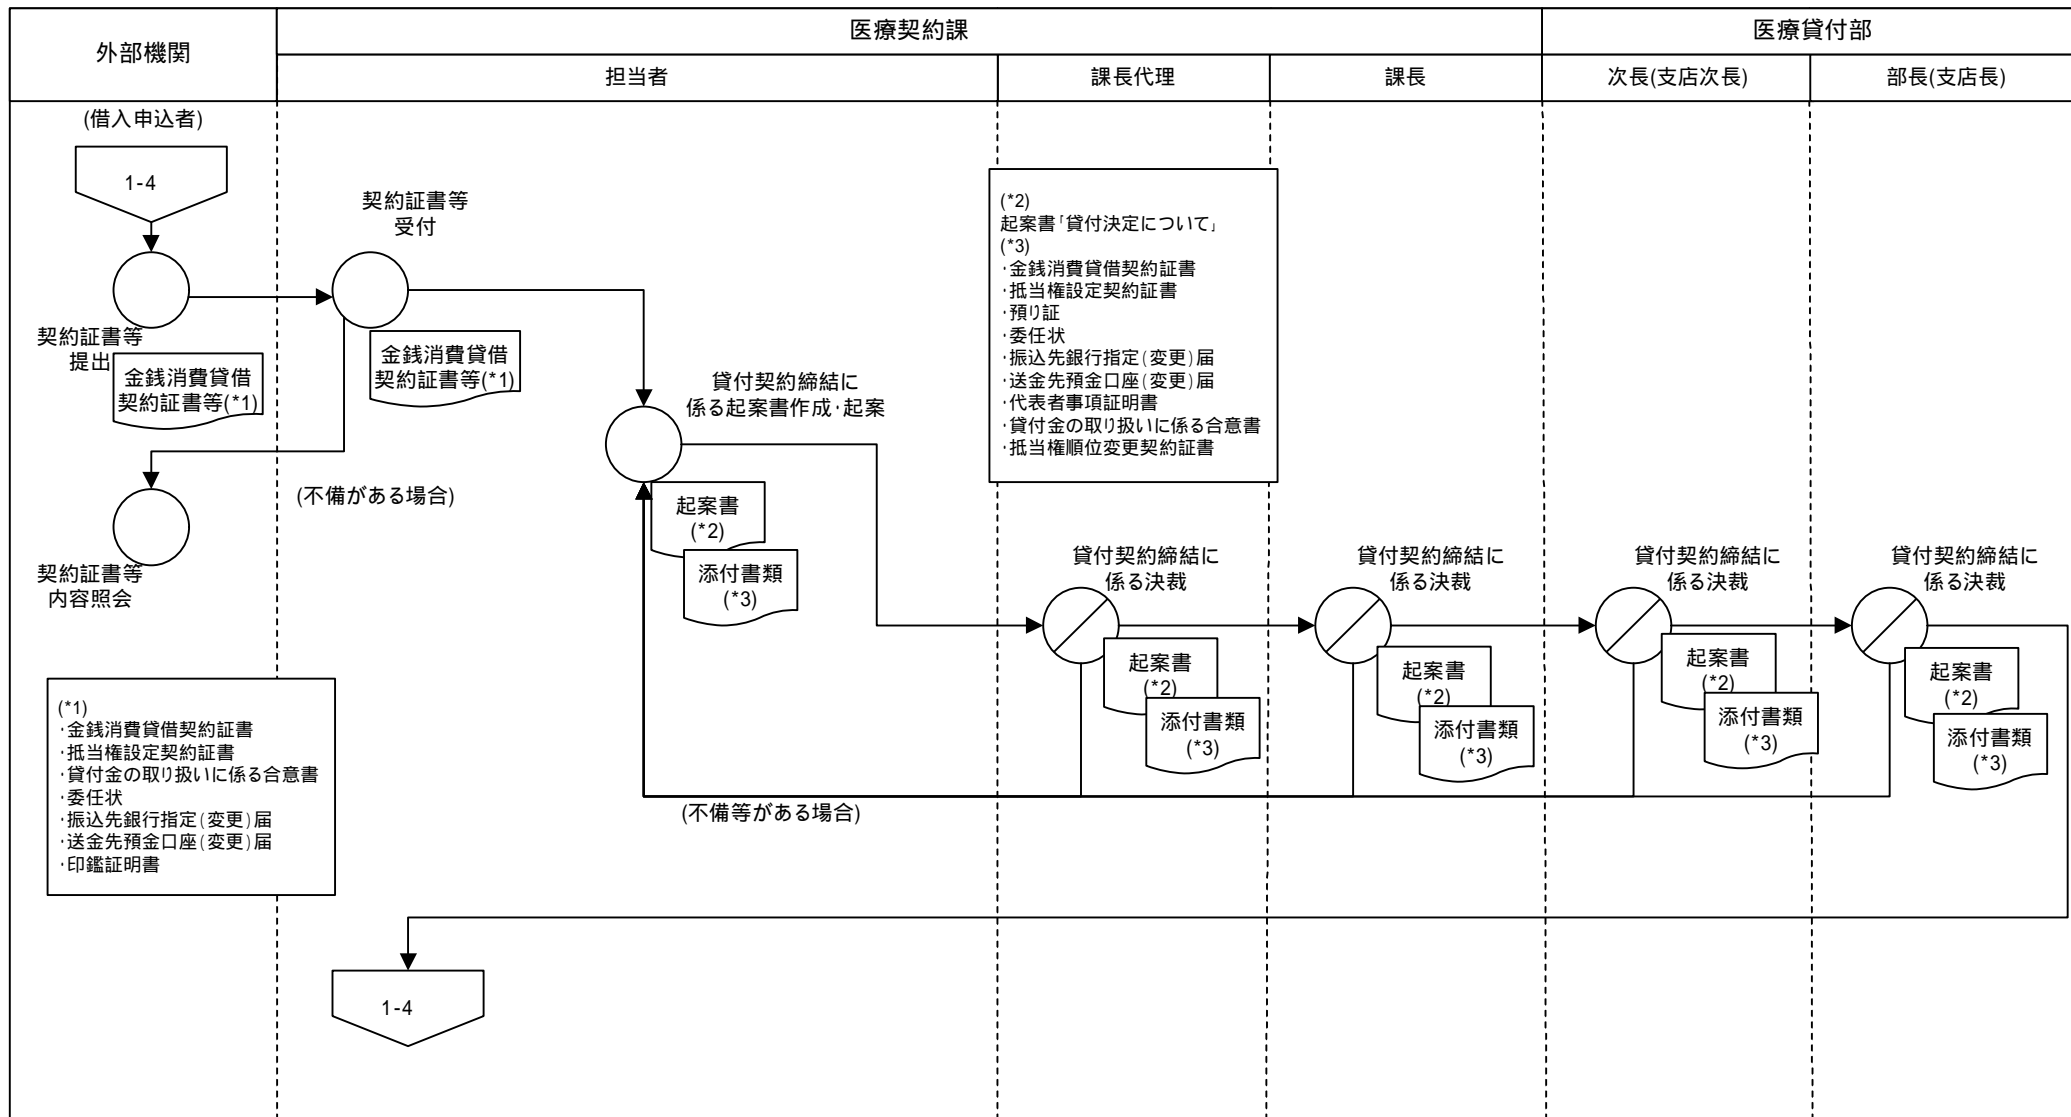 外部機関
医療契約課
医療貸付部
担当者
課長代理
課長
次長(支店次長)
部長(支店長)
(借入申込者)
1-4
契約証書等
提出
金銭消費貸借
契約証書等(*1)
契約証書等
受付
金銭消費貸借
契約証書等(*1)
(不備がある場合)
契約証書等
内容照会
(*1)
･金銭消費貸借契約証書
･抵当権設定契約証書
･貸付金の取り扱いに係る合意書
･委任状
･振込先銀行指定(変更)届
･送金先預金口座(変更)届
･印鑑証明書
貸付契約締結に
係る起案書作成･起案
起案書
(*2)
添付書類
(*3)
(*2)
起案書｢貸付決定について｣
(*3)
･金銭消費貸借契約証書
･抵当権設定契約証書
･預り証
･委任状
･振込先銀行指定(変更)届
･送金先預金口座(変更)届
･代表者事項証明書
･貸付金の取り扱いに係る合意書
･抵当権順位変更契約証書
貸付契約締結に
係る決裁
起案書
(*2)
添付書類
(*3)
貸付契約締結に
係る決裁
起案書
(*2)
添付書類
(*3)
貸付契約締結に
係る決裁
起案書
(*2)
添付書類
(*3)
貸付契約締結に
係る決裁
起案書
(*2)
添付書類
(*3)
(不備等がある場合)
1-4